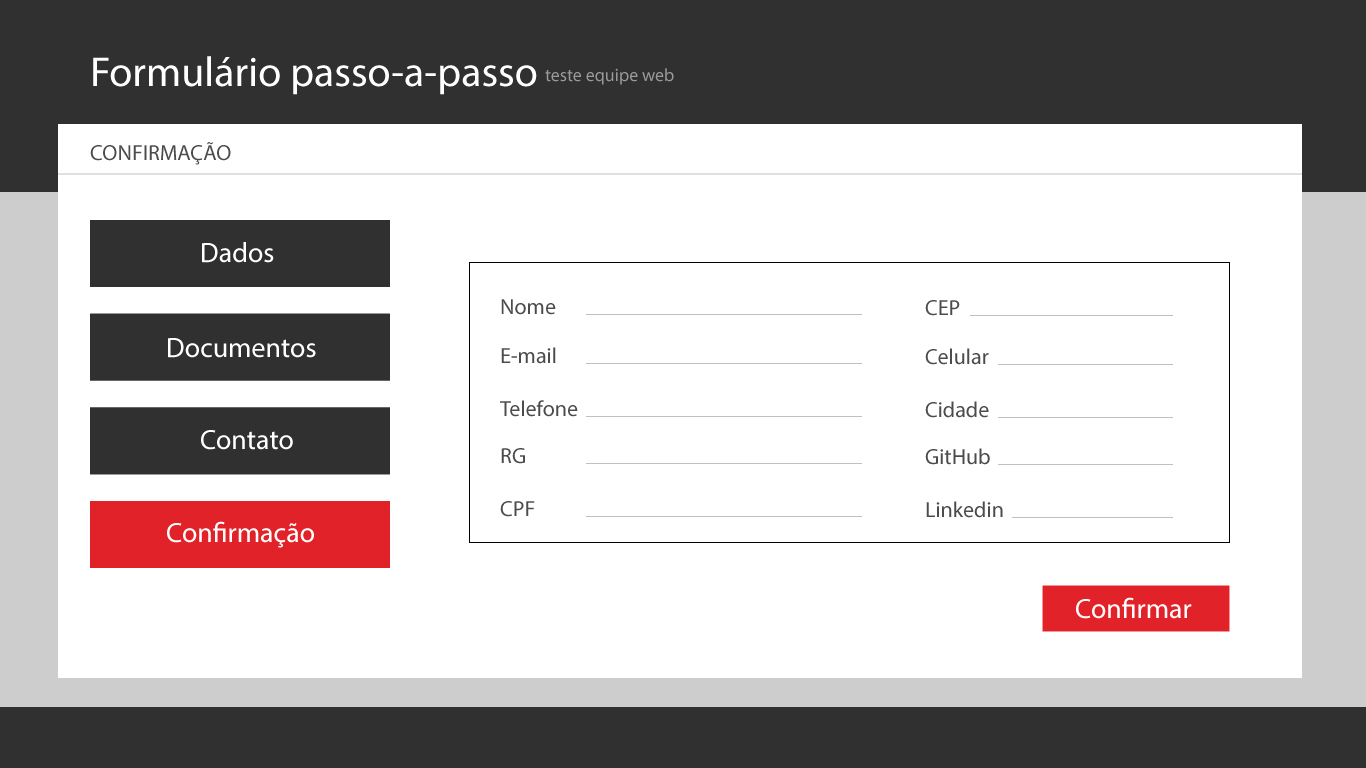 Formulário passo-a-passo teste equipe web
CONFIRMAÇÃO
Dados
Documentos
Contato
Confirmação
Nome
E-mail
Telefone
RG
CPF
CEP
Celular
Cidade
GitHub
Linkedin
Confirmar